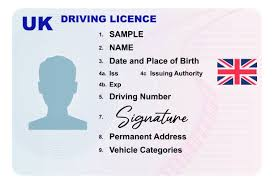 UK DRIVING LICENCE
1. SAMPLE
2. NAME
3. Date and Place of Birth
4a. Iss 4c. Issuing Authority
4b. Exp
5. Driving Number
7. Signature
8. Permanent Address
9. Vehicle Categories